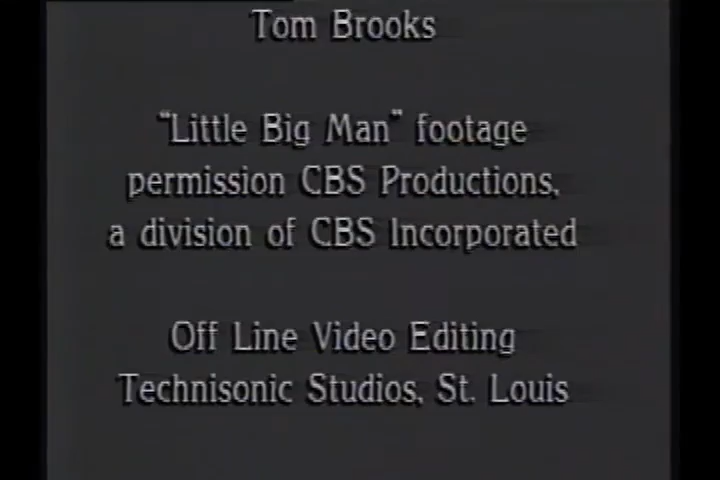 Tom Brooks
"Little Big Man" footage
permission CBS Productions,
a division of CBS Incorporated
Off Line Video Editing
Technisonic Studios, St. Louis